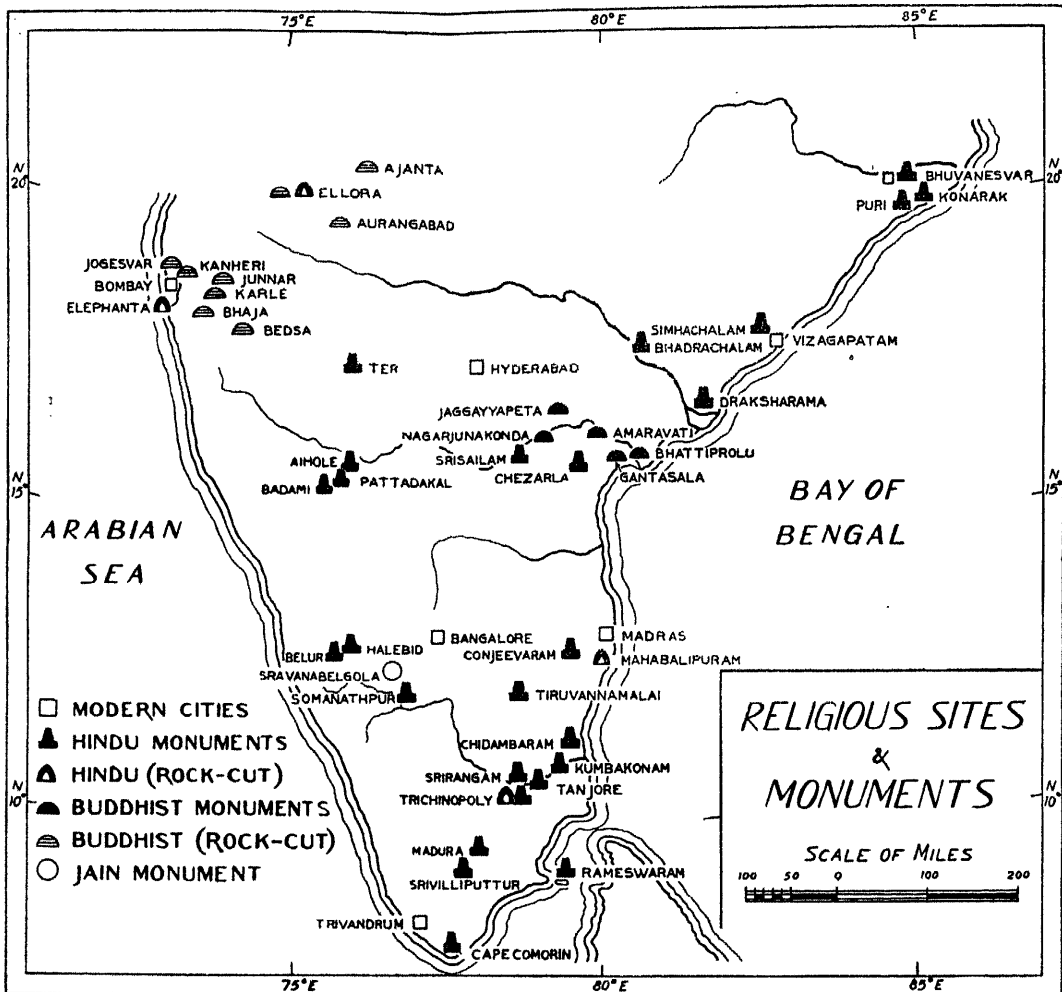 75°E
80°E
85°E
N
20°
N
20°
AJANTA
ELLORA
AURANGABAD
BHUVANESVAR
KONARAK
PURI
JOGESVAR
KANHERI
BOMBAY
JUNNAR
KARLE
ELEPHANTA
BHAJA
BEDSA
SIMHACHALAM
BHADRACHALAM
VIZAGAPATAM
TER
HYDERABAD
DRAKSHARAMA
JAGGAYYAPETA
NAGARJUNAKONDA
AMARAVATI
AIHOLE
SRISAILAM
BHATTIPROLU
PATTADAKAL
CHEZARLA
GANTASALA
BADAMI
N
15°
N
15°
ARABIAN
SEA
BAY OF
BENGAL
BANGALORE
MADRAS
BELUR
HALEBID
CONJEEVARAM
MAHABALIPURAM
SRAVANABELGOLA
SOMANATHPUR
TIRUVANNAMALAI
CHIDAMBARAM
KUMBAKONAM
SRIRANGAM
TANJORE
TRICHINOPOLY
N
10°
N
10°
MADURA
SRIVILLIPUTTUR
RAMESWARAM
TRIVANDRUM
CAPE COMORIN
MODERN CITIES
HINDU MONUMENTS
HINDU (ROCK-CUT)
BUDDHIST MONUMENTS
BUDDHIST (ROCK-CUT)
JAIN MONUMENT
RELIGIOUS SITES
&
MONUMENTS
SCALE OF MILES
100 50 0 100 200
75°E
80°E
85°E